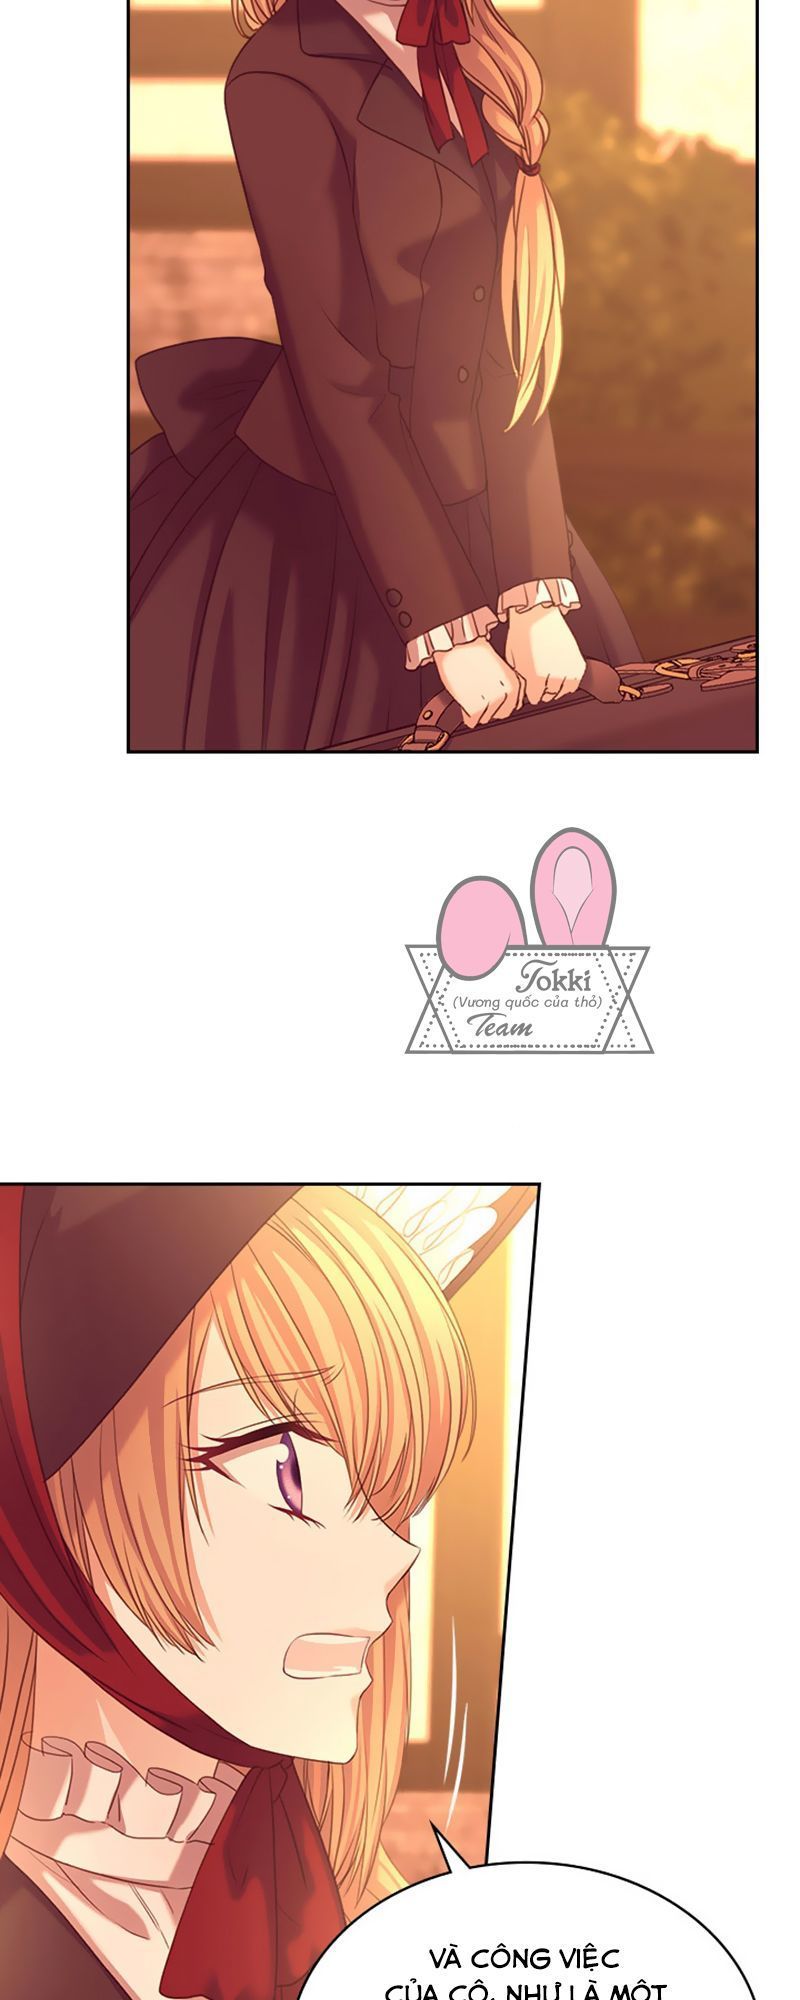 Tokki
(Vương quốc của thỏ)
Team
VÀ CÔNG VIỆC
CỦA CÔ, NHƯ LÀ MỘT